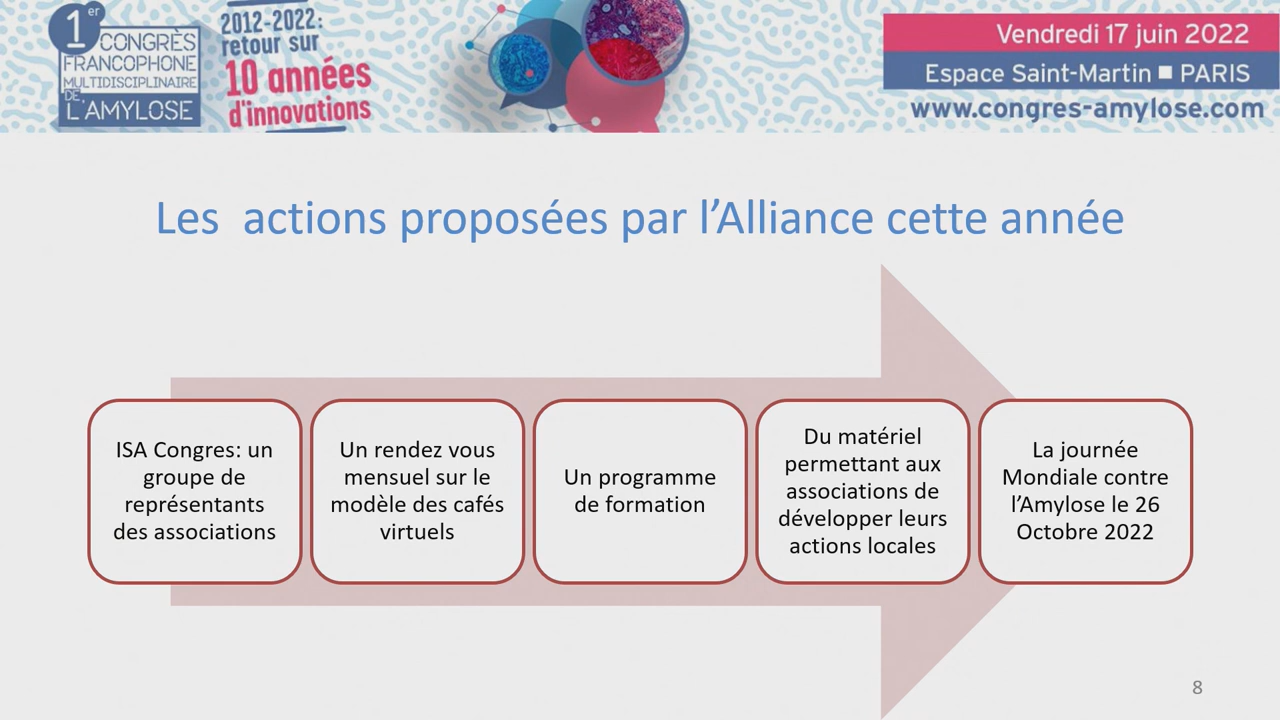 1er
CONGRÈS
FRANCOPHONE
MULTIDISCIPLINAIRE
DE
L'AMYLOSE
2012-2022:
retour sur
10 années
d'innovations
Vendredi 17 juin 2022
Espace Saint-Martin ■ PARIS
www.congres-amylose.com
Les  actions proposées par l’Alliance cette année
ISA Congres: un
groupe de
représentants
des associations
Un rendez vous
mensuel sur le
modèle des cafés
virtuels
Un programme
de formation
Du matériel
permettant aux
associations de
développer leurs
actions locales
La journée
Mondiale contre
l’Amylose le 26
Octobre 2022
8